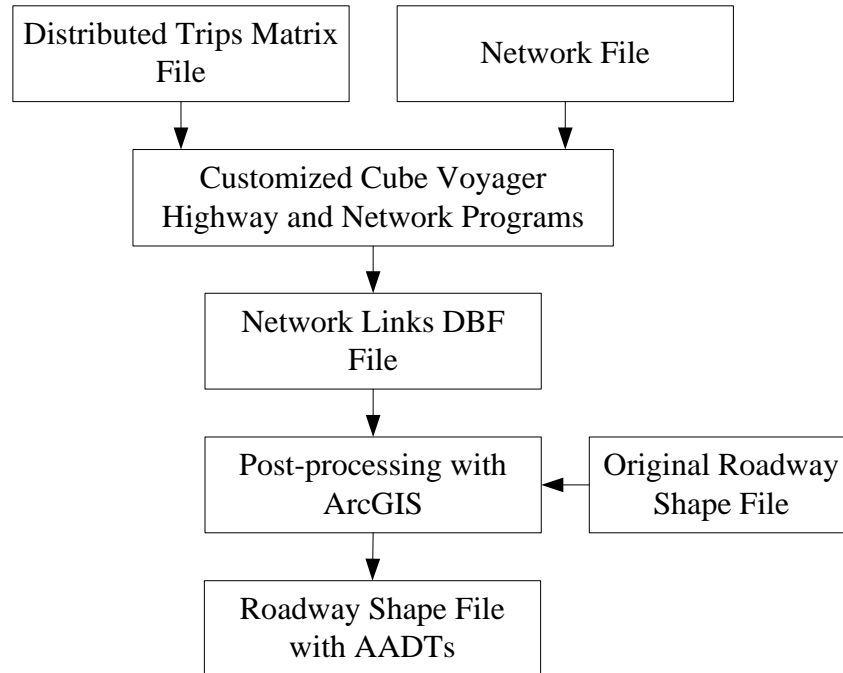 Distributed Trips Matrix
File
Network File
Customized Cube Voyager
Highway and Network Programs
Network Links DBF
File
Post-processing with
ArcGIS
Original Roadway
Shape File
Roadway Shape File
with AADTs